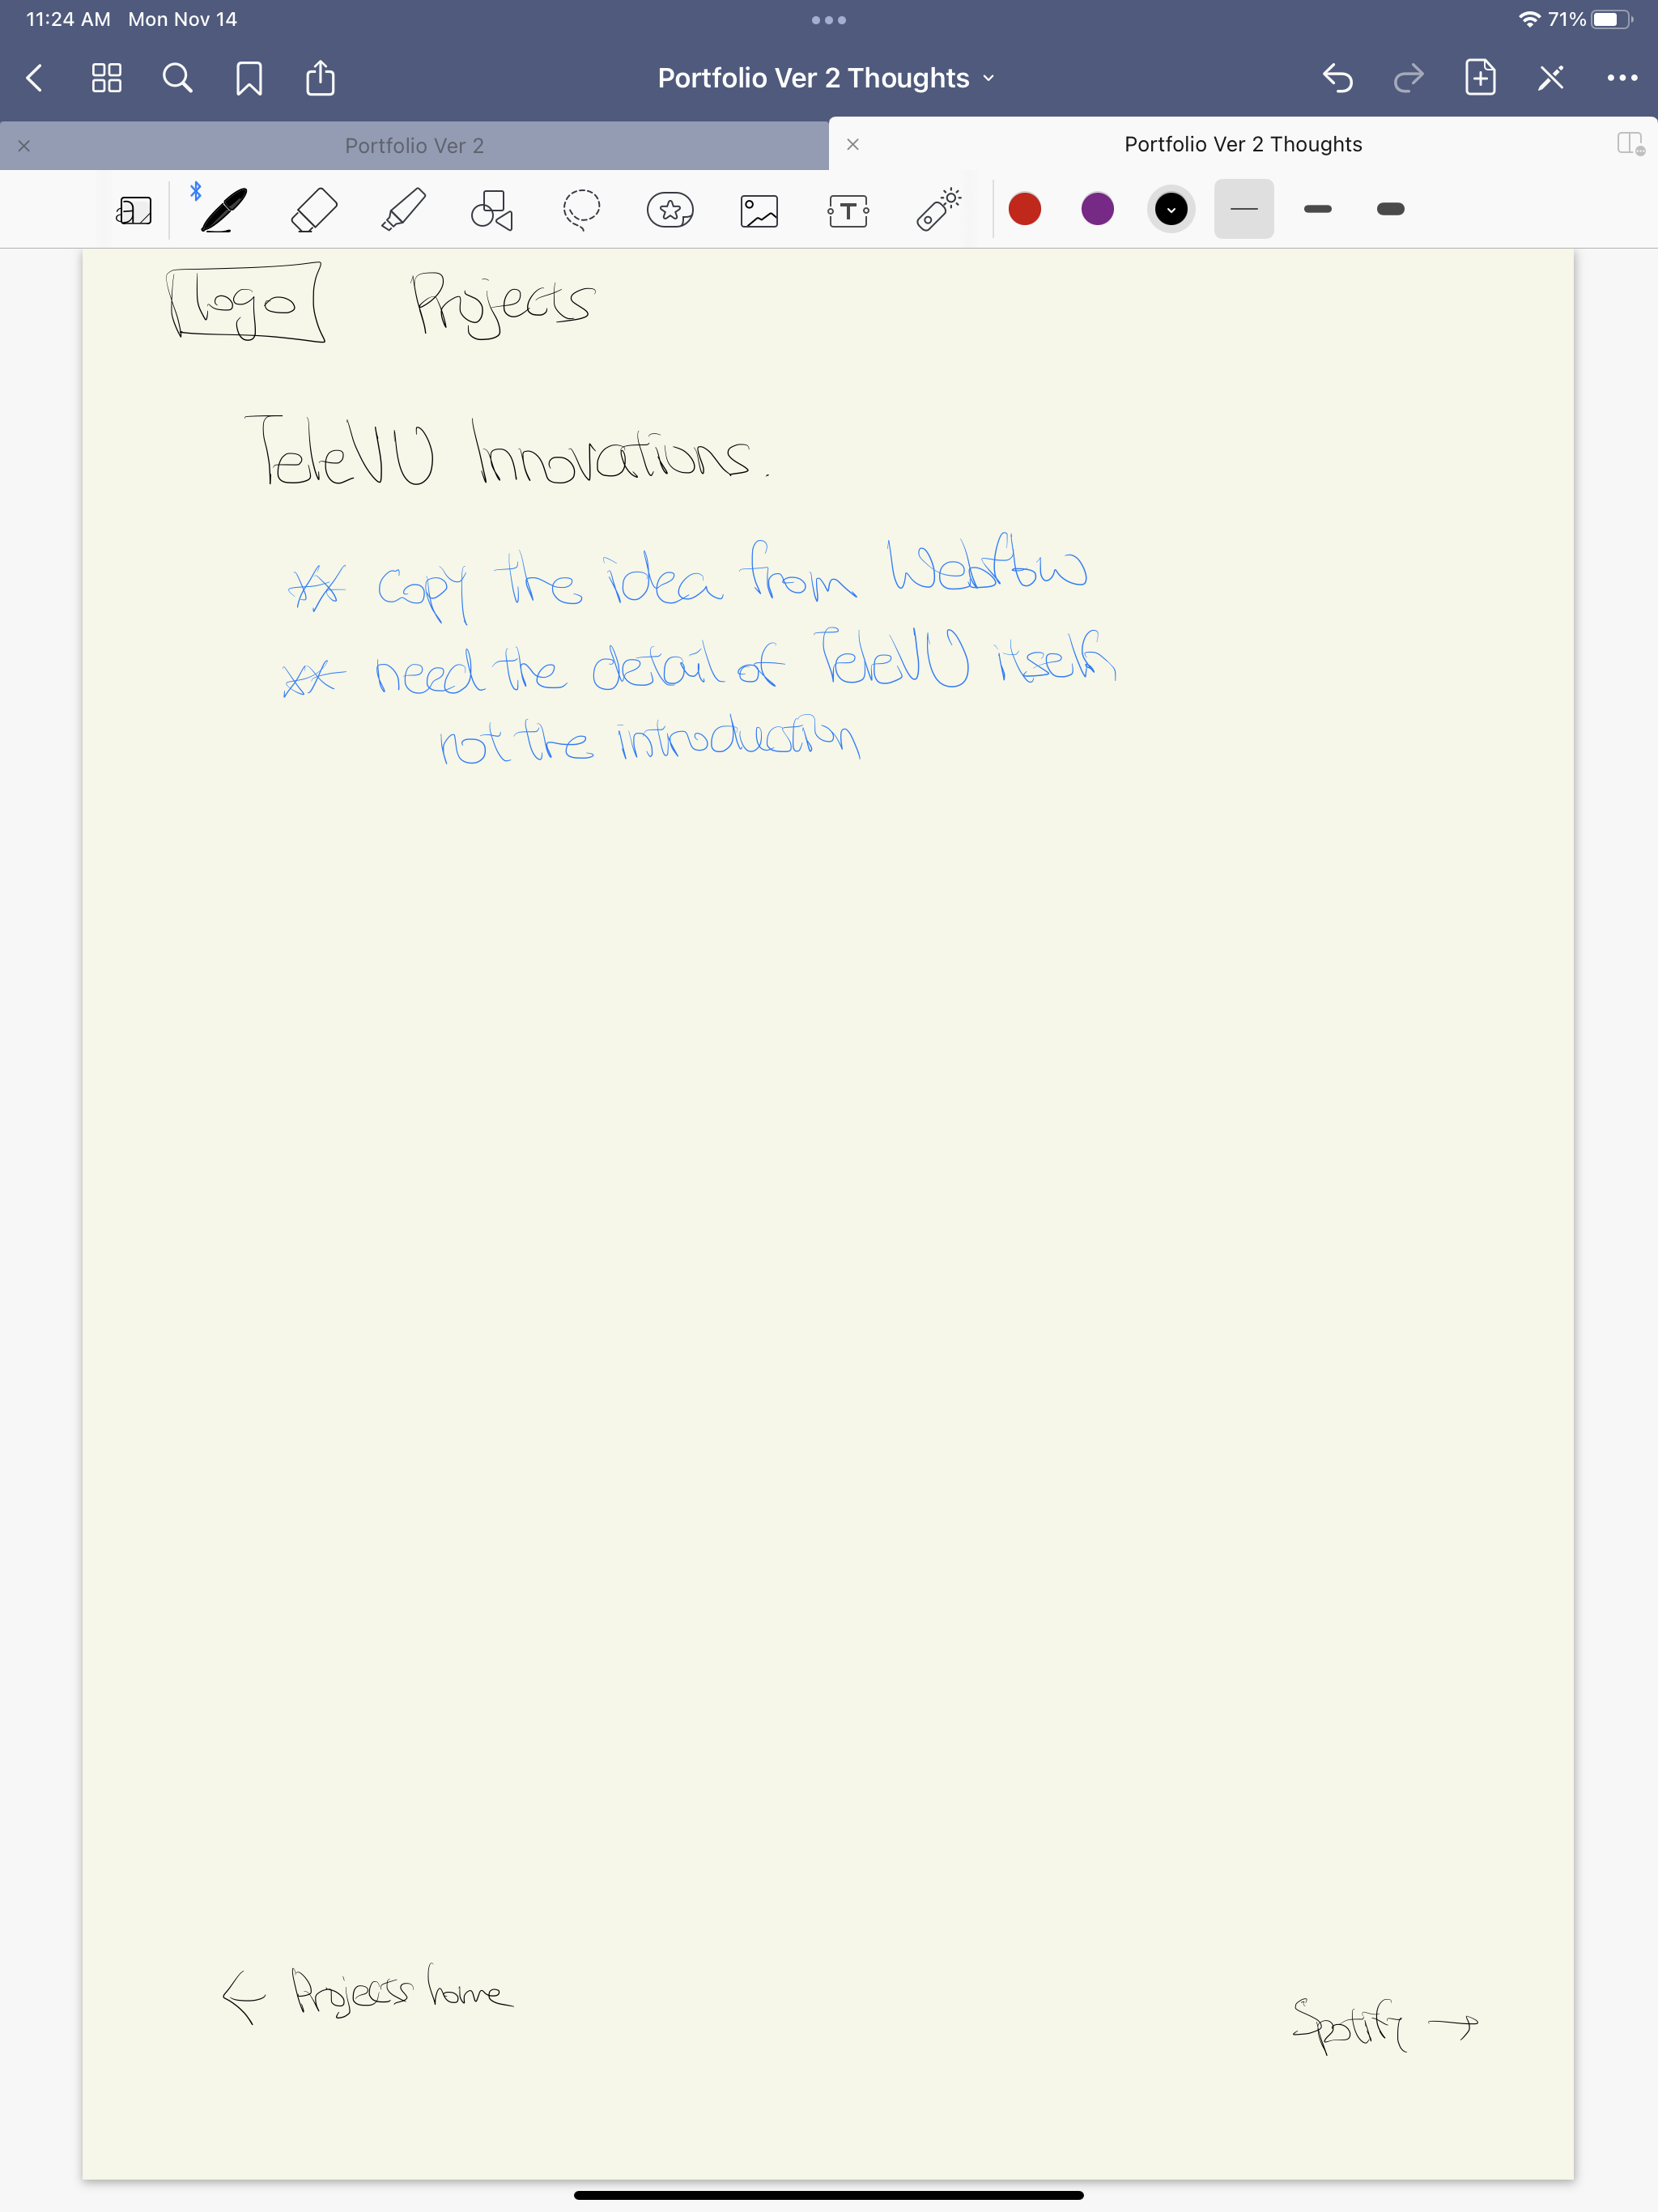 11:24 AM Mon Nov 14
71%
Portfolio Ver 2 Thoughts
Portfolio Ver 2
Portfolio Ver 2 Thoughts
logo Projects
TeleVU Innovations.
** copy the idea from Webflow
** need the detail of TeleVU itself
not the introduction
← Projects home
Spotify →